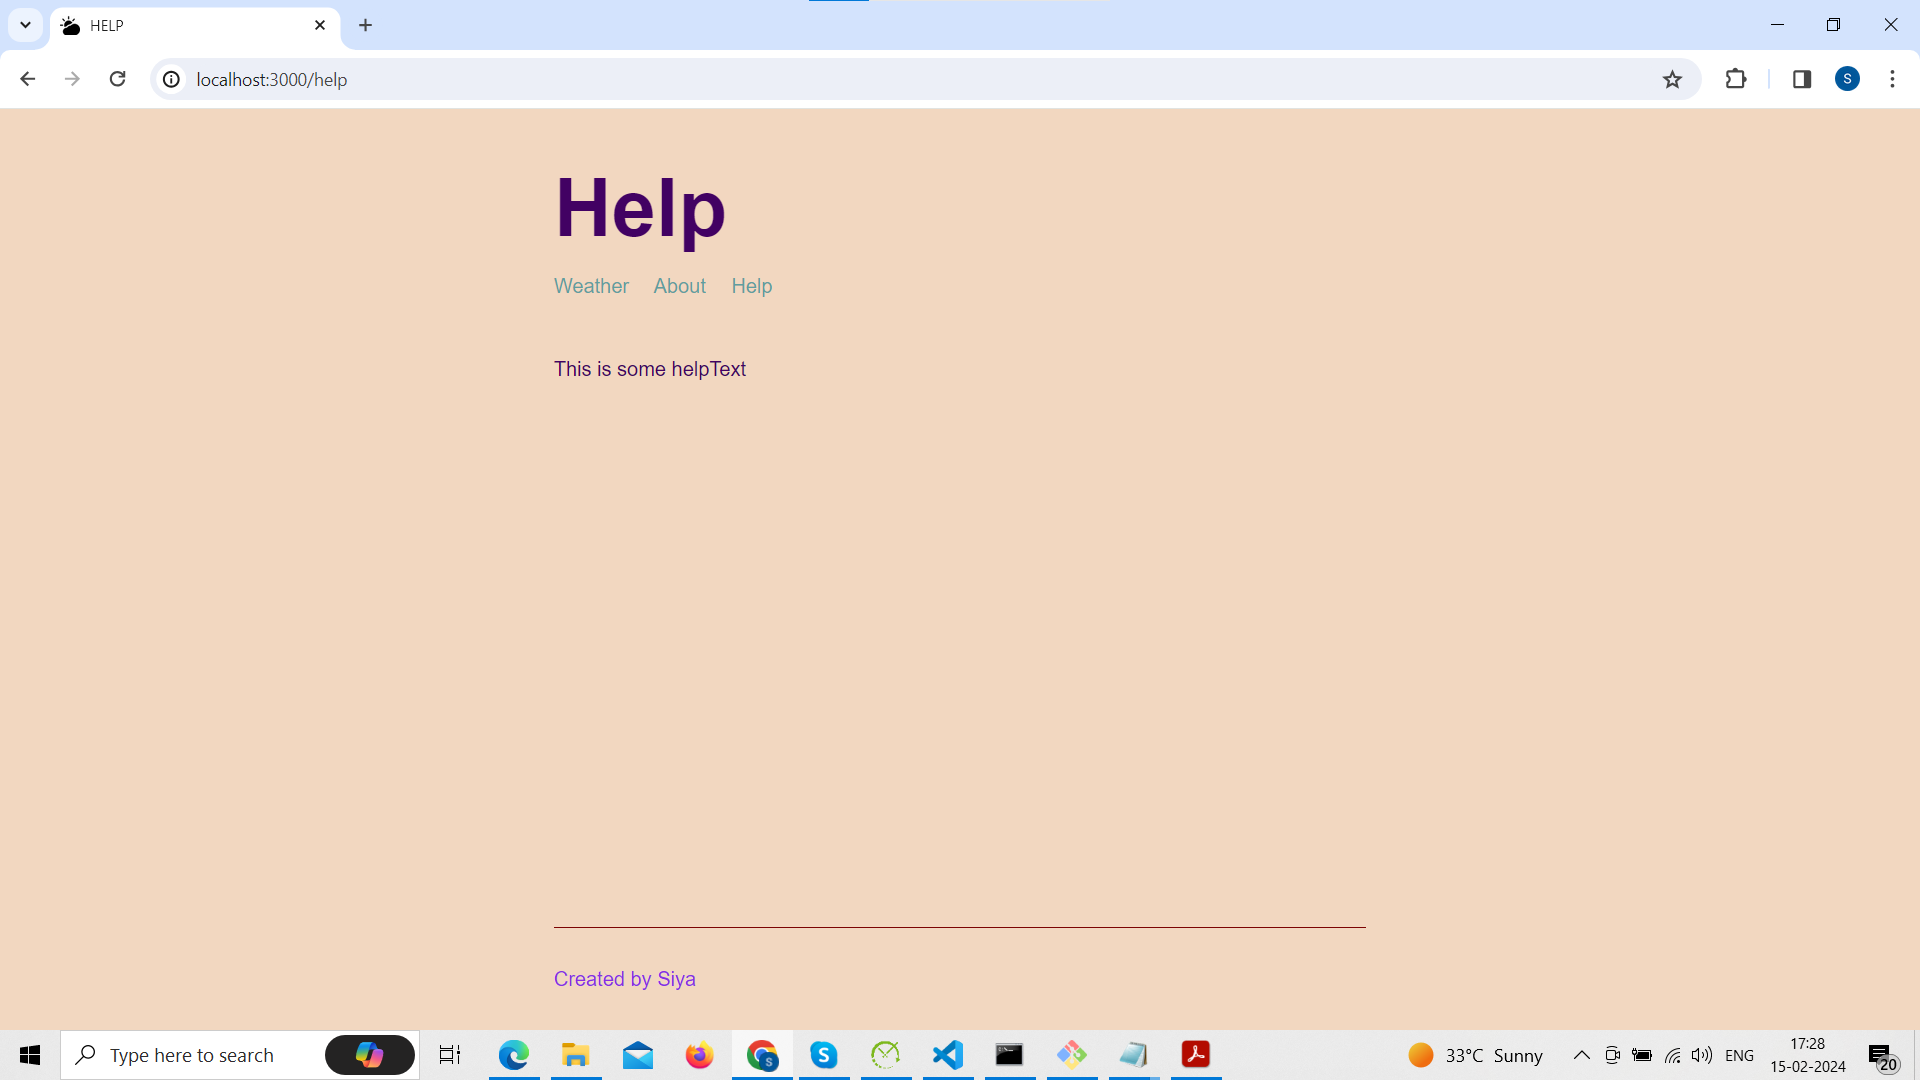 HELP
localhost:3000/help
S
Help
Weather About Help
This is some helpText
Created by Siya
Type here to search
S
S
33°C Sunny
ENG
17:28
15-02-2024
20